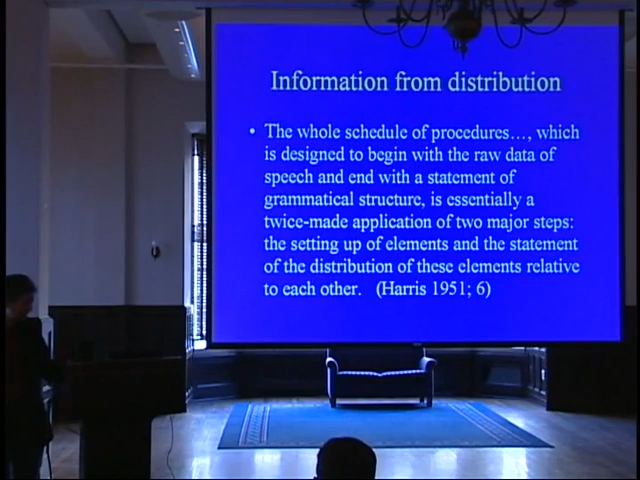 Information from distribution
• The whole schedule of procedures…, which
is designed to begin with the raw data of
speech and end with a statement of
grammatical structure, is essentially a
twice-made application of two major steps:
the setting up of elements and the statement
of the distribution of these elements relative
to each other. (Harris 1951; 6)